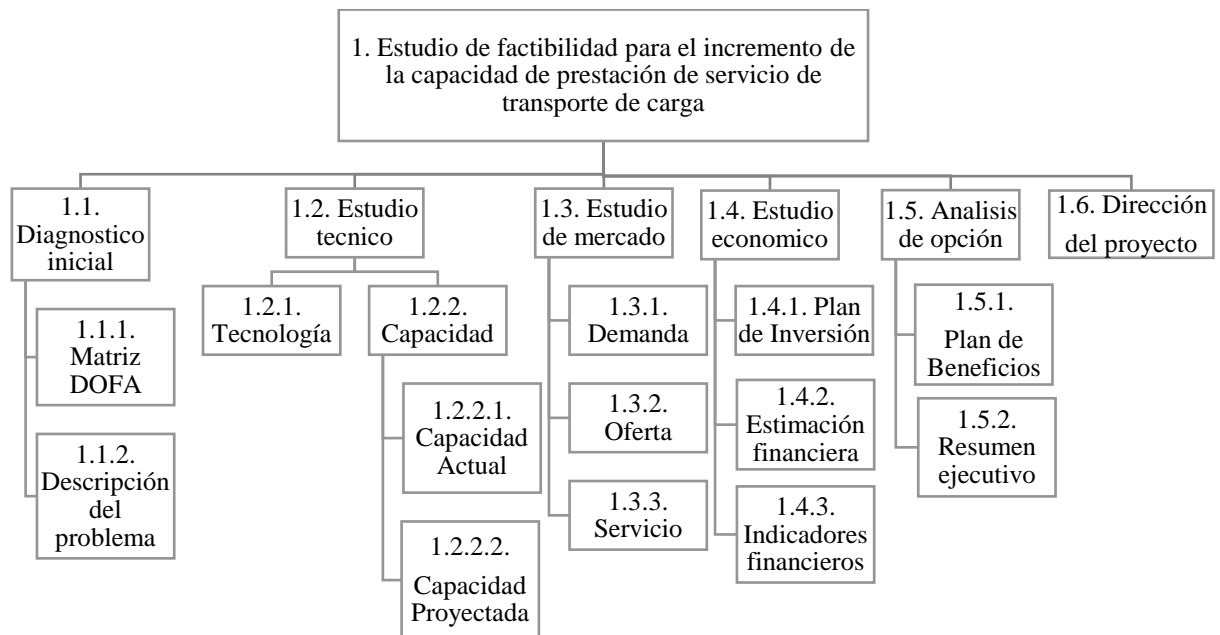 1. Estudio de factibilidad para el incremento de
la capacidad de prestación de servicio de
transporte de carga
1.1.
Diagnostico
inicial
1.2. Estudio
tecnico
1.3. Estudio
de mercado
1.4. Estudio
economico
1.5. Analisis
de opción
1.6. Dirección
del proyecto
1.1.1.
Matriz
DOFA
1.1.2.
Descripción
del
problema
1.2.1.
Tecnología
1.2.2.
Capacidad
1.2.2.1.
Capacidad
Actual
1.2.2.2.
Capacidad
Proyectada
1.3.1.
Demanda
1.3.2.
Oferta
1.3.3.
Servicio
1.4.1. Plan
de Inversión
1.4.2.
Estimación
financiera
1.4.3.
Indicadores
financieros
1.5.1.
Plan de
Beneficios
1.5.2.
Resumen
ejecutivo